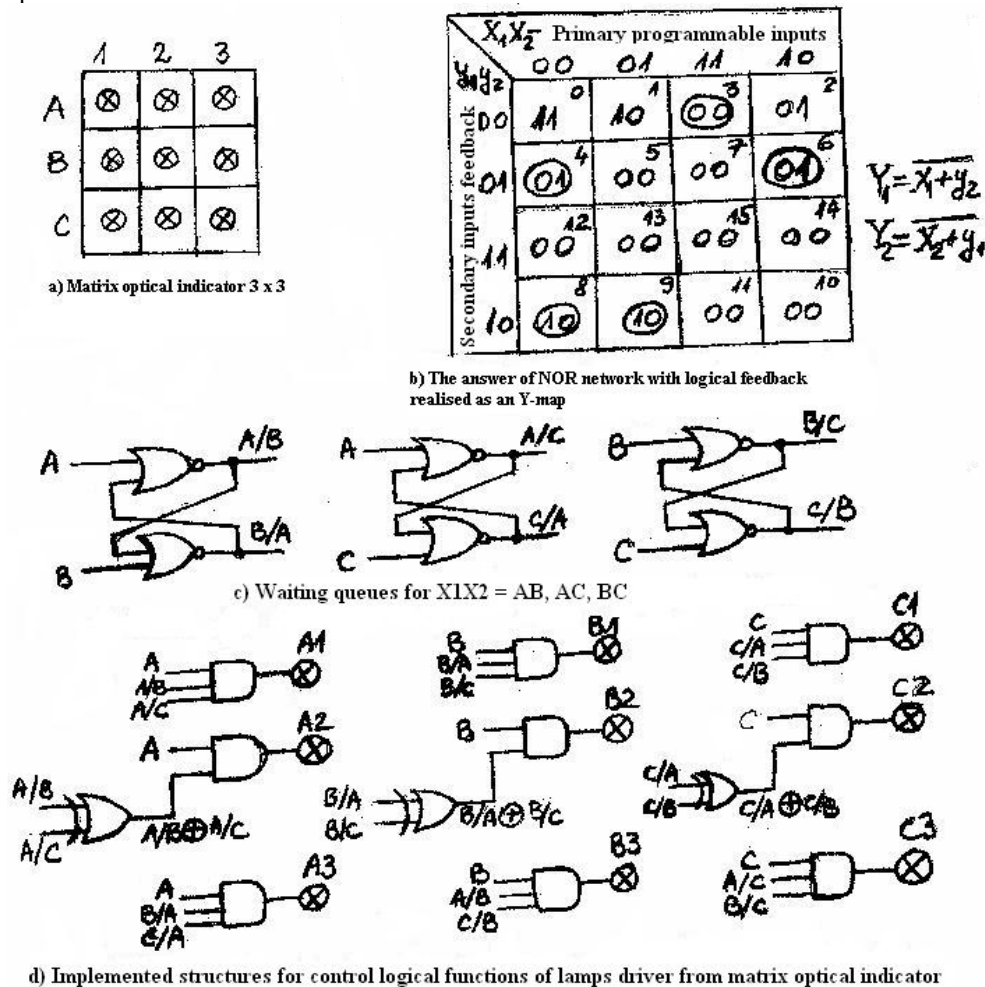 1 2 3
A
B
C
a) Matrix optical indicator 3 x 3
X1X2 Primary programmable inputs
00 01 11 10
y1y2
Secondary inputs feedback
00 11 0 10 1 00 3 01 2
01 01 4 00 5 00 7 01 6
11 00 12 00 13 00 15 00 14
10 10 8 10 9 00 11 00 10
Y1 = X1+y2
Y2 = X2+y1
b) The answer of NOR network with logical feedback
realised as an Y-map
A A/B
B B/A
A A/C
C C/A
B B/C
C C/B
c) Waiting queues for X1X2 = AB, AC, BC
A
A/B
A/C
A1
B
B/A
B/C
B1
C
C/A
C/B
C1
A
A2
A/B
A/C
A/B⊕A/C
B
B2
B/A
B/C
B/A⊕B/C
C
C2
C/A
C/B
C/A⊕C/B
A
B/A
C/A
A3
B
A/B
C/B
B3
C
A/C
B/C
C3
d) Implemented structures for control logical functions of lamps driver from matrix optical indicator